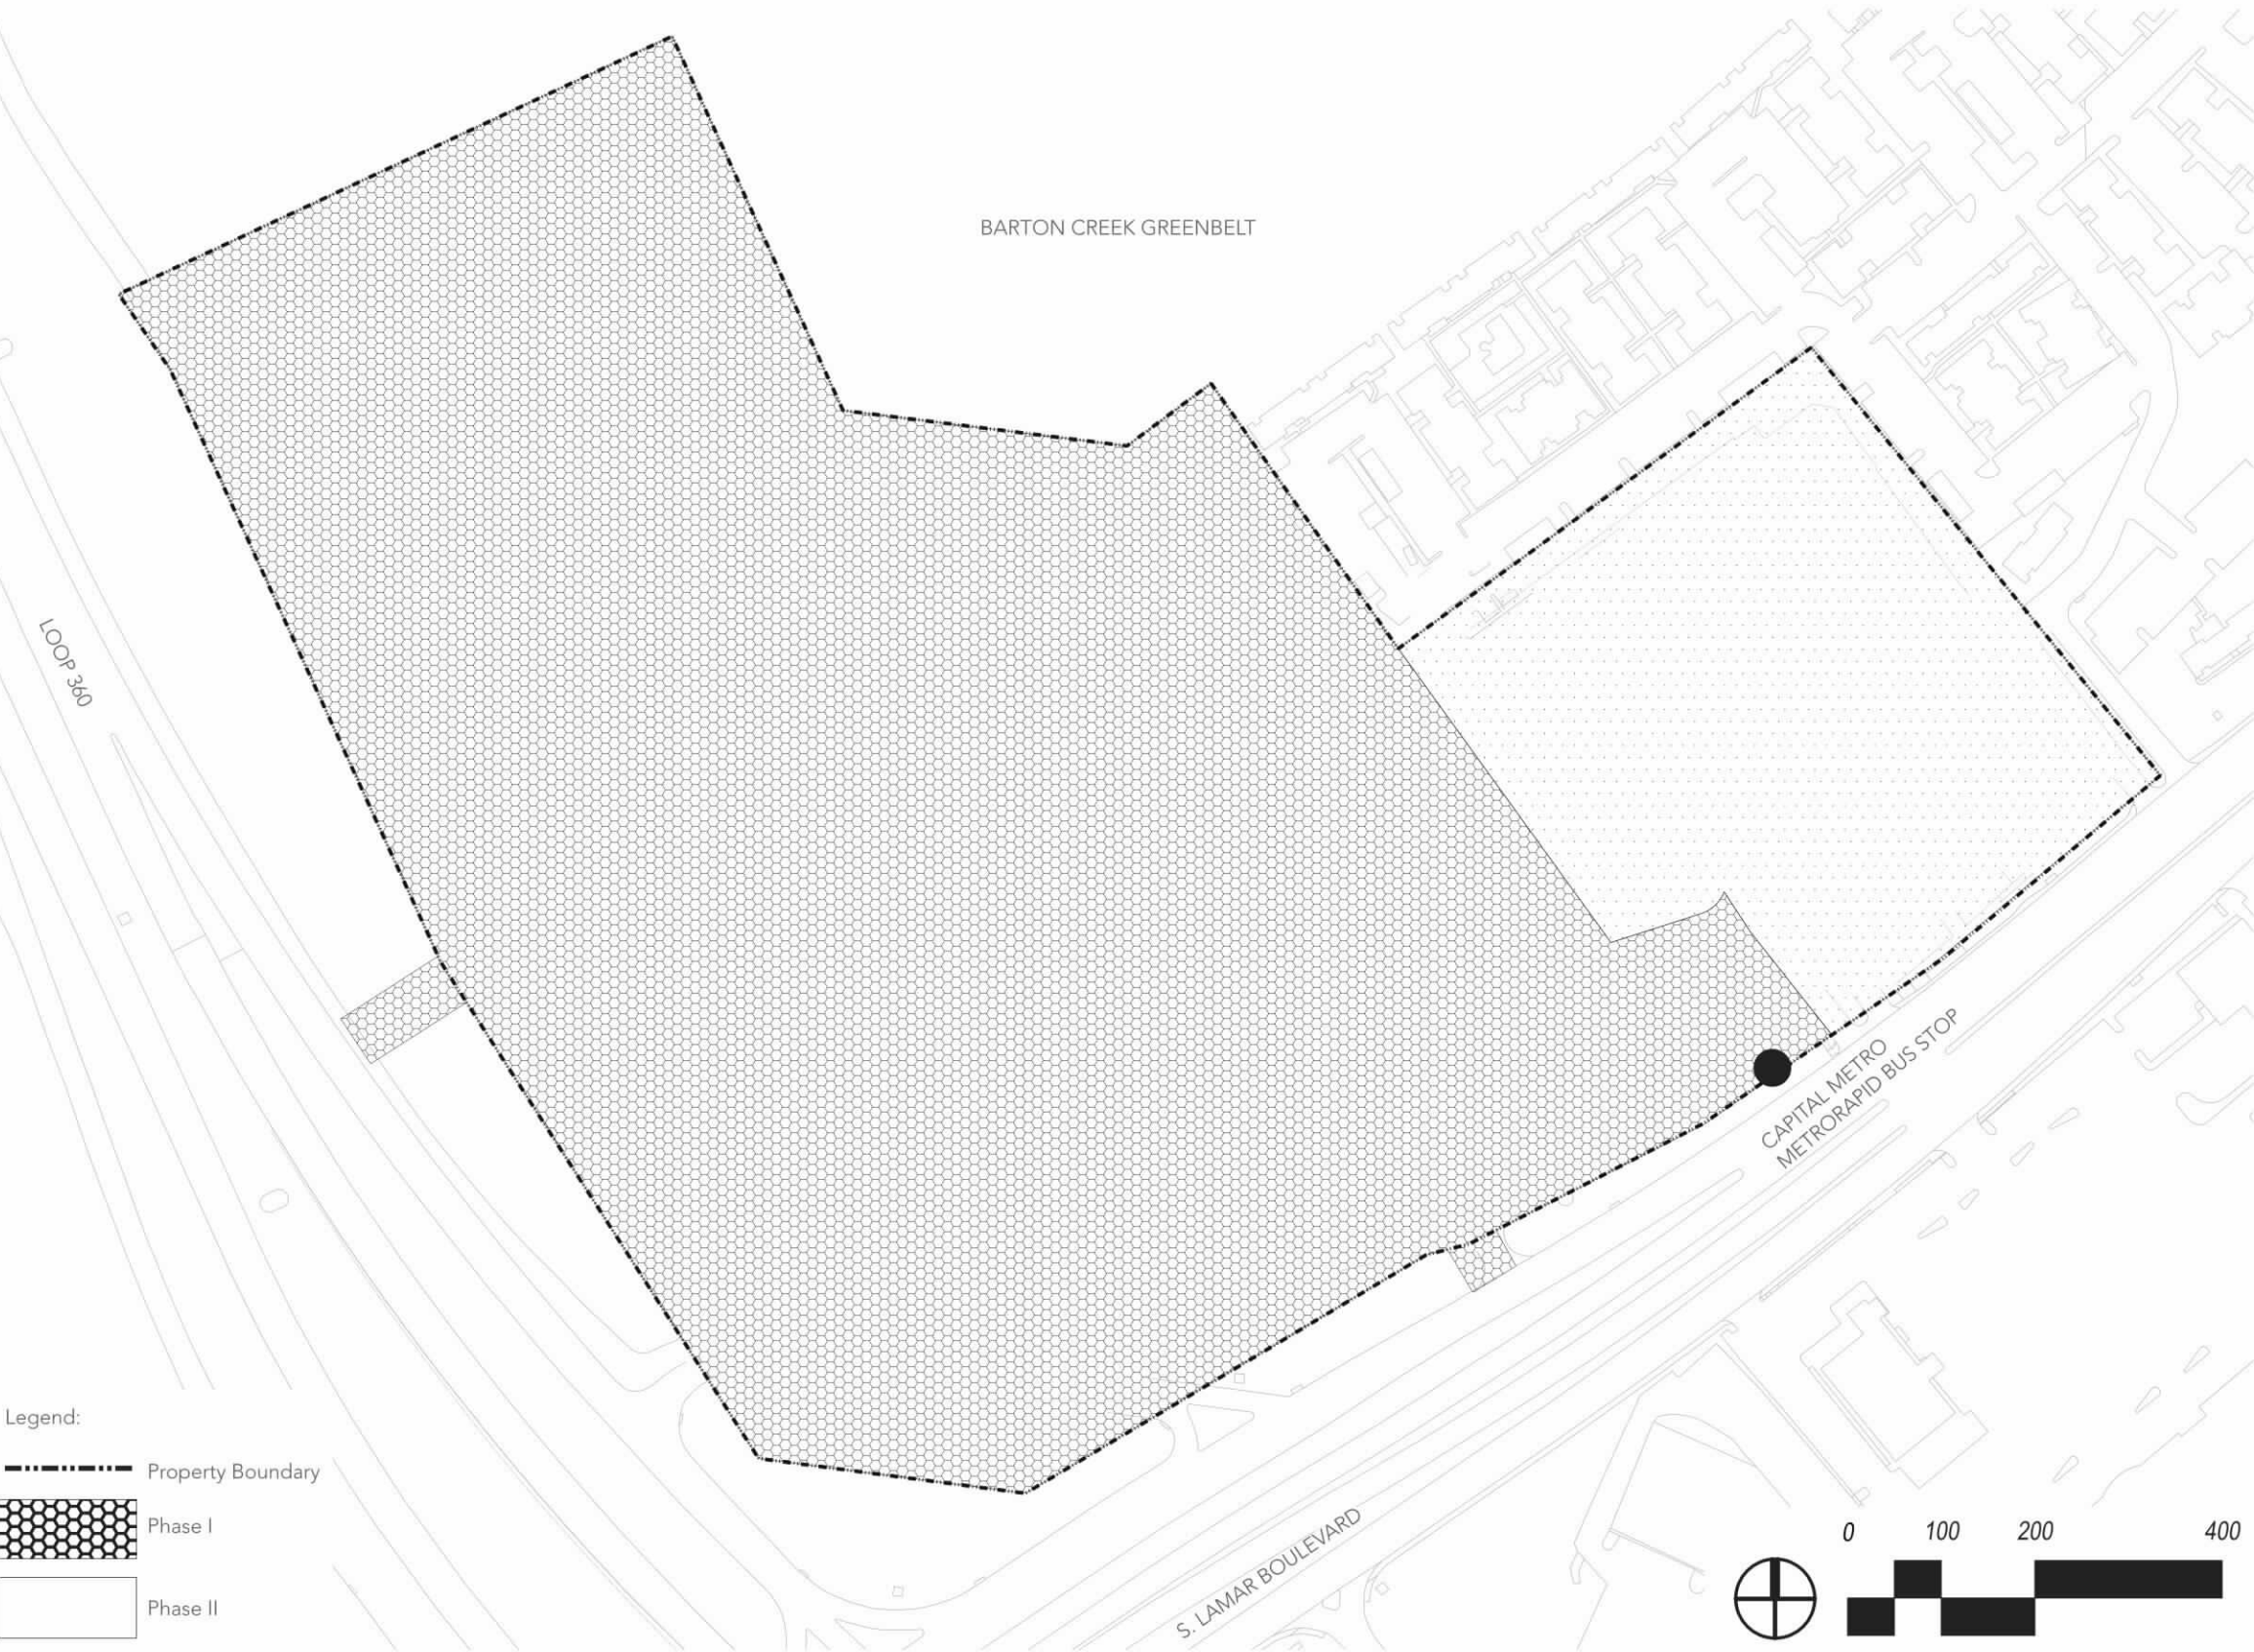 BARTON CREEK GREENBELT
LOOP 360
CAPITAL METRO
METRORAPID BUS STOP
S. LAMAR BOULEVARD
Legend:
Property Boundary
Phase I
Phase II
0 100 200 400